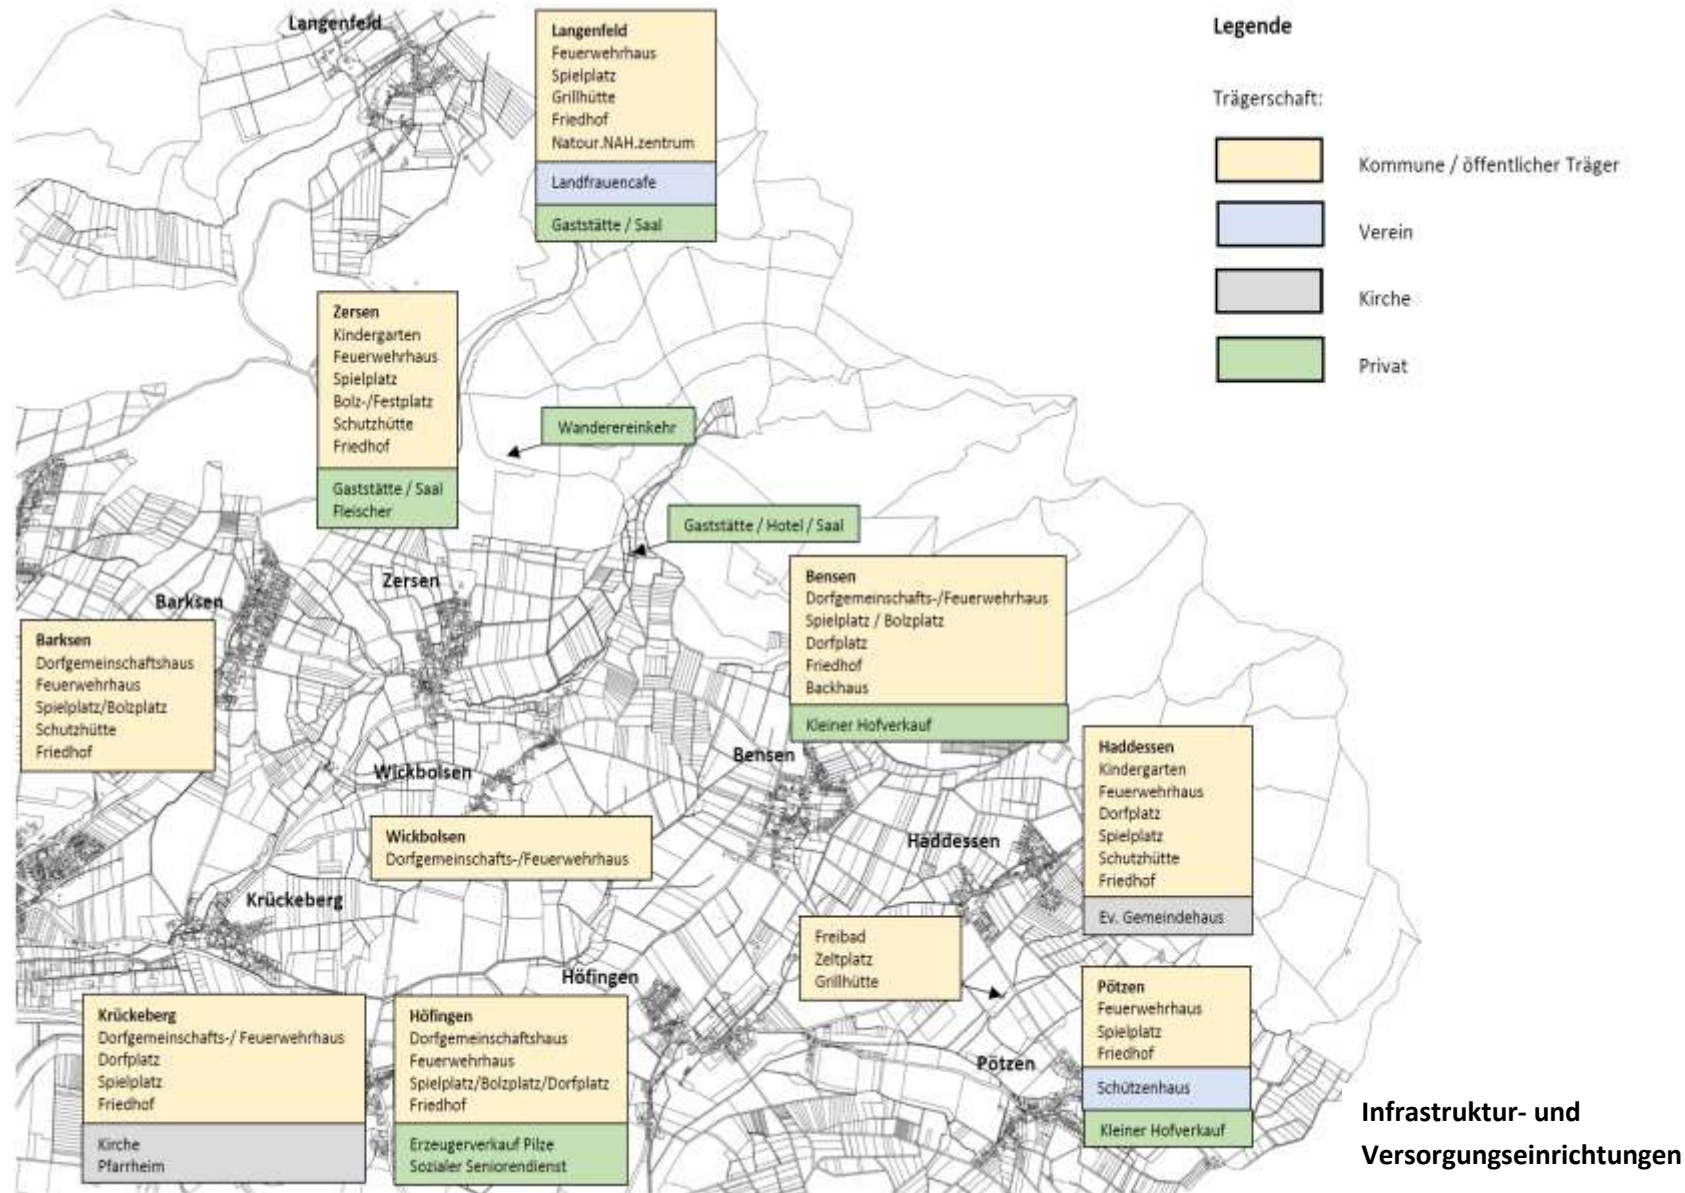 Langenfeld
Langenfeld
Feuerwehrhaus
Spielplatz
Grillhütte
Friedhof
Natour.NAH.zentrum
Landfrauencafe
Gaststätte / Saal
Legende
Trägerschaft:
Kommune / öffentlicher Träger
Verein
Kirche
Privat
Zersen
Kindergarten
Feuerwehrhaus
Spielplatz
Bolz-/Festplatz
Schutzhütte
Friedhof
Gaststätte / Saal
Fleischer
Wanderereinkehr
Gaststätte / Hotel / Saal
Zersen
Barksen
Barksen
Dorfgemeinschaftshaus
Feuerwehrhaus
Spielplatz/Bolzplatz
Schutzhütte
Friedhof
Bensen
Dorfgemeinschafts-/Feuerwehrhaus
Spielplatz / Bolzplatz
Dorfplatz
Friedhof
Backhaus
Kleiner Hofverkauf
Bensen
Wickbolsen
Wickbolsen
Dorfgemeinschafts-/Feuerwehrhaus
Haddessen
Haddessen
Kindergarten
Feuerwehrhaus
Dorfplatz
Spielplatz
Schutzhütte
Friedhof
Ev. Gemeindehaus
Krückeberg
Freibad
Zeltplatz
Grillhütte
Höfingen
Krückeberg
Dorfgemeinschafts-/ Feuerwehrhaus
Dorfplatz
Spielplatz
Friedhof
Kirche
Pfarrheim
Höfingen
Dorfgemeinschaftshaus
Feuerwehrhaus
Spielplatz/Bolzplatz/Dorfplatz
Friedhof
Erzeugerverkauf Pilze
Sozialer Seniorendienst
Pötzen
Pötzen
Feuerwehrhaus
Spielplatz
Friedhof
Schützenhaus
Kleiner Hofverkauf
Infrastruktur- und
Versorgungseinrichtungen